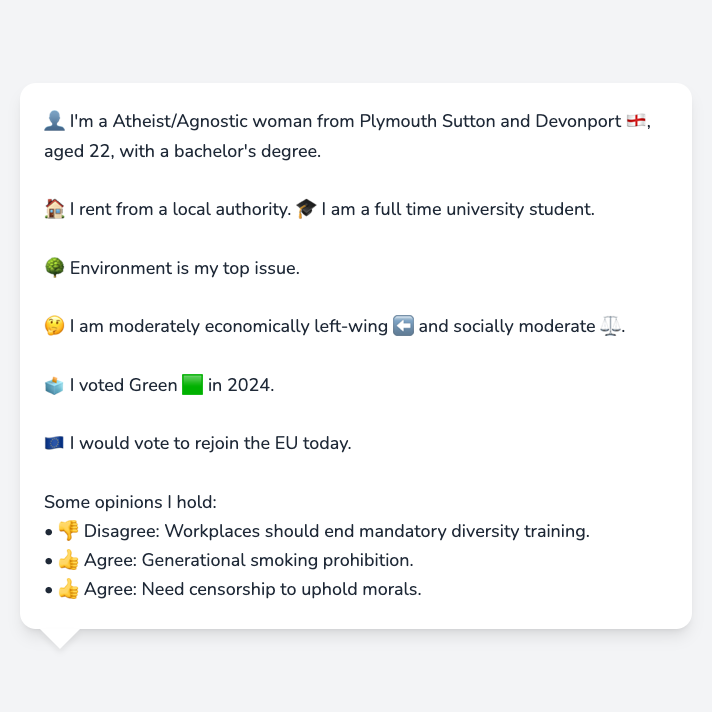 👤 I'm a Atheist/Agnostic woman from Plymouth Sutton and Devonport 🏴󠁧󠁢󠁥󠁮󠁧󠁿,
aged 22, with a bachelor's degree.
🏠 I rent from a local authority. 🎓 I am a full time university student.
🌳 Environment is my top issue.
🤔 I am moderately economically left-wing ⬅️ and socially moderate ⚖️.
🗳️ I voted Green 🟩 in 2024.
🇪🇺 I would vote to rejoin the EU today.
Some opinions I hold:
• 👎 Disagree: Workplaces should end mandatory diversity training.
• 👍 Agree: Generational smoking prohibition.
• 👍 Agree: Need censorship to uphold morals.